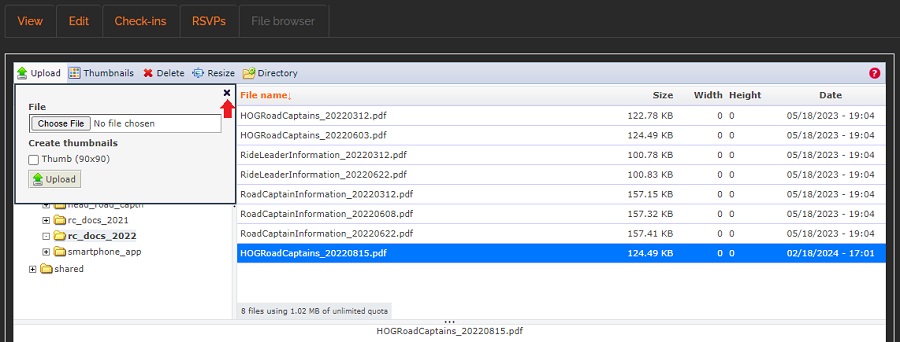 View Edit Check-ins RSVPs File browser
Upload Thumbnails Delete Resize Directory ?
File
Choose File No file chosen
Create thumbnails
Thumb (90x90)
Upload
rc_docs_2021
rc_docs_2022
smartphone_app
shared
File name↓ Size Width Height Date
HOGRoadCaptains_20220312.pdf 122.78 KB 0 0 05/18/2023 - 19:04
HOGRoadCaptains_20220603.pdf 124.49 KB 0 0 05/18/2023 - 19:04
RideLeaderInformation_20220312.pdf 100.78 KB 0 0 05/18/2023 - 19:04
RideLeaderInformation_20220622.pdf 100.83 KB 0 0 05/18/2023 - 19:04
RoadCaptainInformation_20220312.pdf 157.15 KB 0 0 05/18/2023 - 19:04
RoadCaptainInformation_20220608.pdf 157.32 KB 0 0 05/18/2023 - 19:04
RoadCaptainInformation_20220622.pdf 157.41 KB 0 0 05/18/2023 - 19:04
HOGRoadCaptains_20220815.pdf 124.49 KB 0 0 02/18/2024 - 17:01
8 files using 1.02 MB of unlimited quota
HOGRoadCaptains_20220815.pdf